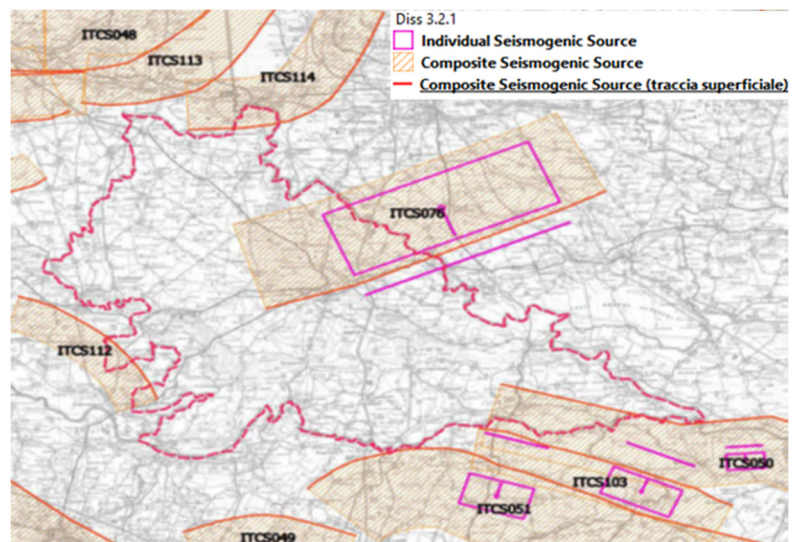 Diss 3.2.1
Individual Seismogenic Source
Composite Seismogenic Source
Composite Seismogenic Source (traccia superficiale)
ITCS048
ITCS113
ITCS114
ITCS076
ITCS112
ITCS050
ITCS103
ITCS051
ITCS049